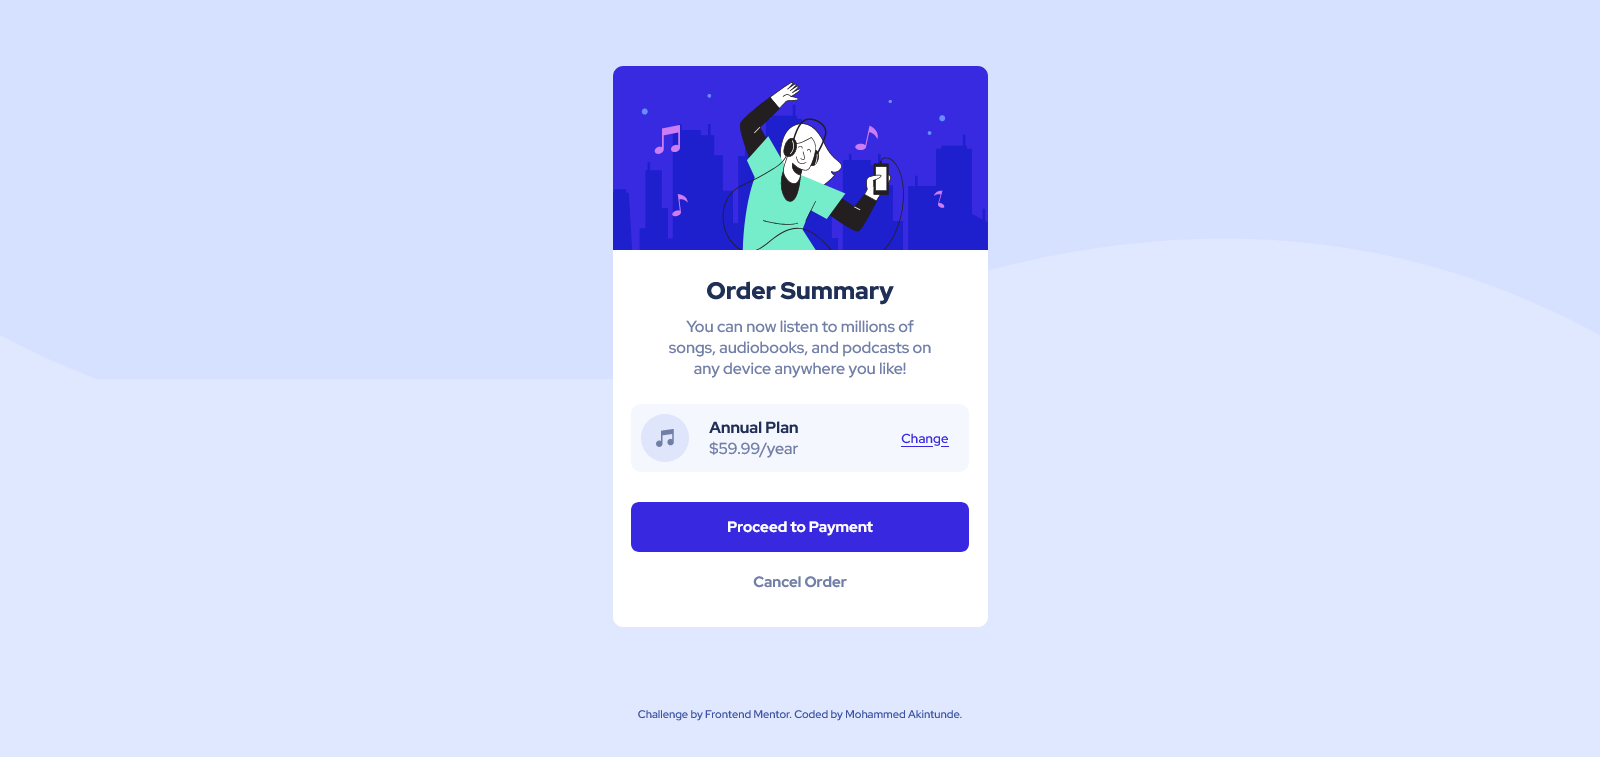 Order Summary
You can now listen to millions of
songs, audiobooks, and podcasts on
any device anywhere you like!
Annual Plan
$59.99/year
Change
Proceed to Payment
Cancel Order
Challenge by Frontend Mentor. Coded by Mohammed Akintunde.